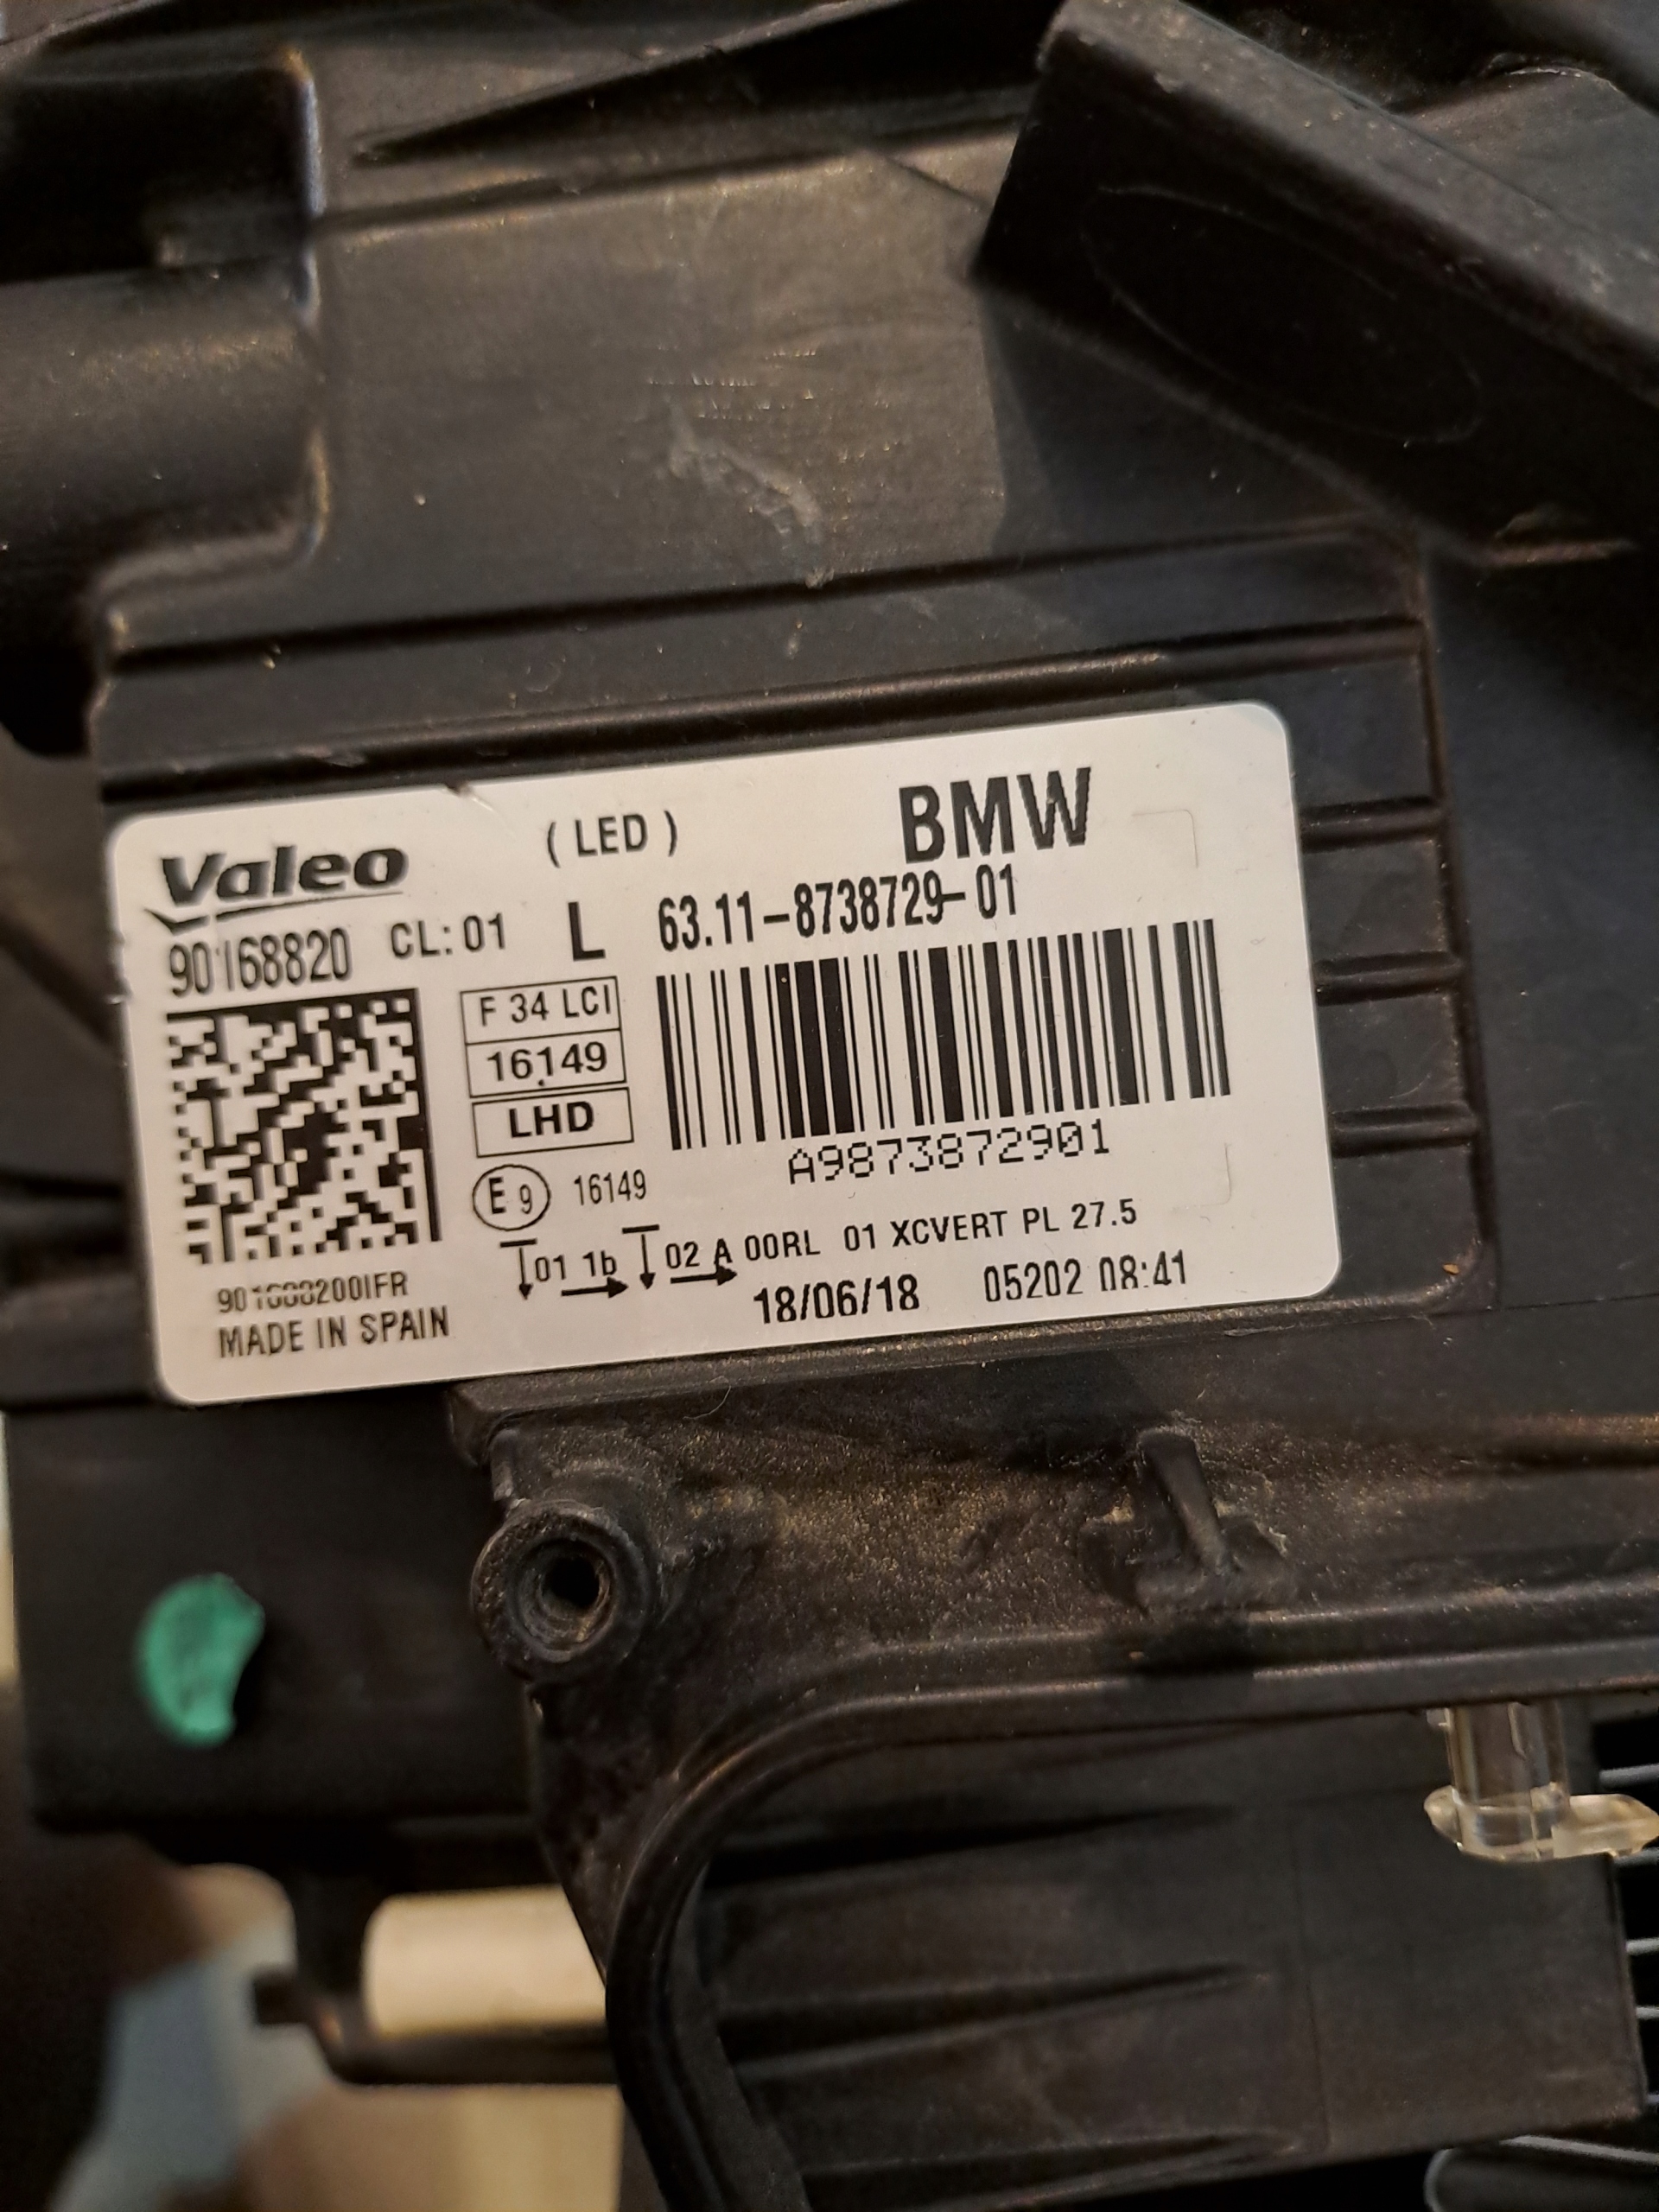 Valeo
( LED )
BMW
90168820 CL:01 L 63.11-8738729-01
F 34 LCI
16149
LHD
A9873872901
E 9 16149
01 1b 02 A 00RL 01 XCVERT PL 27.5
MADE IN SPAIN
18/06/18 05202 08:41